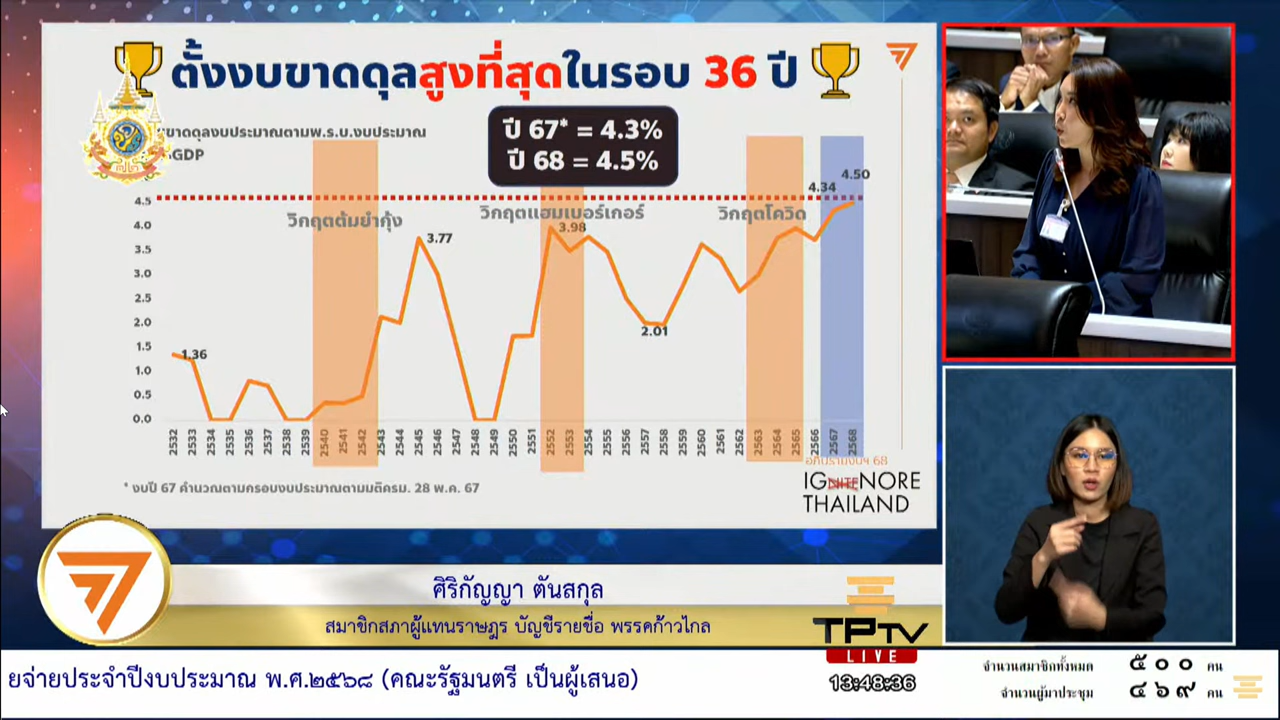 ตั้งงบขาดดุลสูงที่สุดในรอบ 36 ปี
ขาดดุลงบประมาณตามพ.ร.บ.งบประมาณ
GDP
ปี 67* = 4.3%
ปี 68 = 4.5%
4.50
4.34
4.5
4.0
3.5
3.0
2.5
2.0
1.5
1.0
0.5
0.0
วิกฤตต้มยำกุ้ง
วิกฤตแฮมเบอร์เกอร์
วิกฤตโควิด
3.77
3.98
2.01
1.36
2532 2533 2534 2535 2536 2537 2538 2539 2540 2541 2542 2543 2544 2545 2546 2547 2548 2549 2550 2551 2552 2553 2554 2555 2556 2557 2558 2559 2560 2561 2562 2563 2564 2565 2566 2567 2568
* งบปี 67 คำนวณตามกรอบงบประมาณตามมติครม. 28 พ.ค. 67
IGNITENORE
THAILAND
ศิริกัญญา ตันสกุล
สมาชิกสภาผู้แทนราษฎร บัญชีรายชื่อ พรรคก้าวไกล
TPTV
LIVE
13:48:36
ยจ่ายประจำปีงบประมาณ พ.ศ.๒๕๖๘ (คณะรัฐมนตรี เป็นผู้เสนอ)
จำนวนสมาชิกทั้งหมด ๕๐๐ คน
จำนวนผู้มาประชุม ๔๖๙ คน